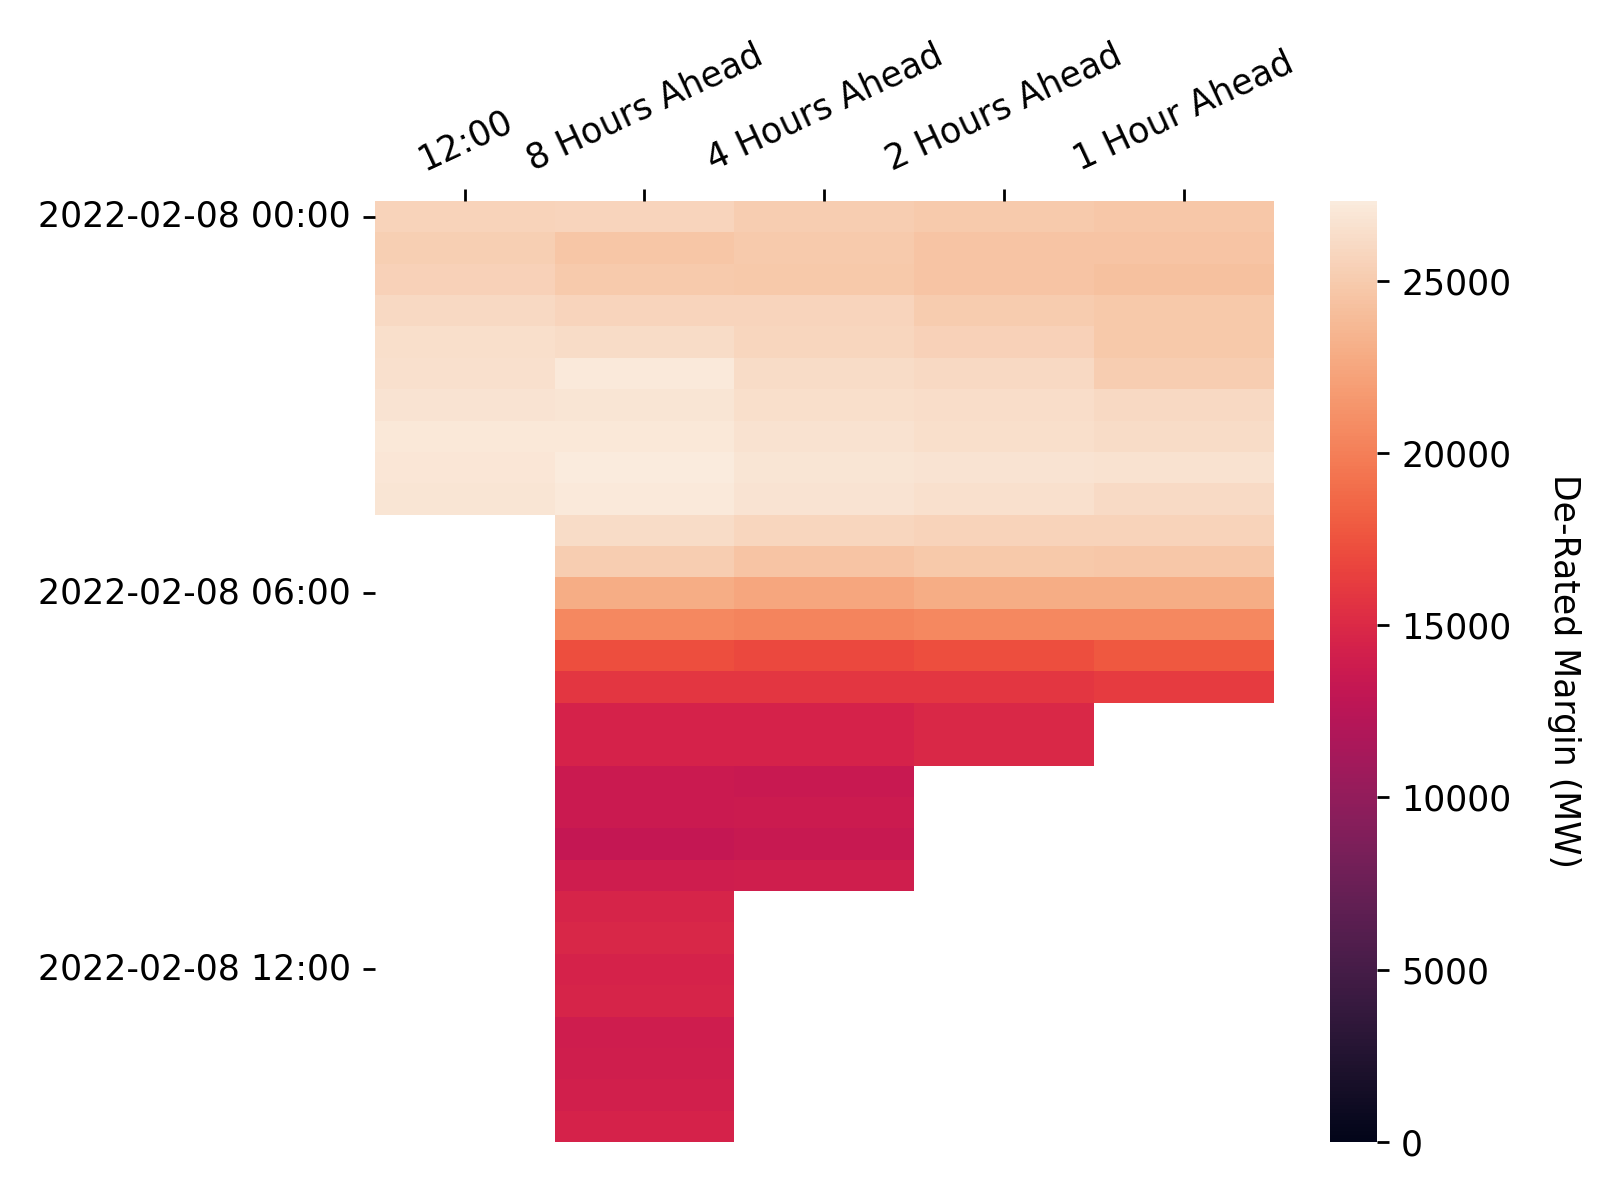 12:00
8 Hours Ahead
4 Hours Ahead
2 Hours Ahead
1 Hour Ahead
2022-02-08 00:00
2022-02-08 06:00
2022-02-08 12:00
25000
20000
15000
10000
5000
0
De-Rated Margin (MW)